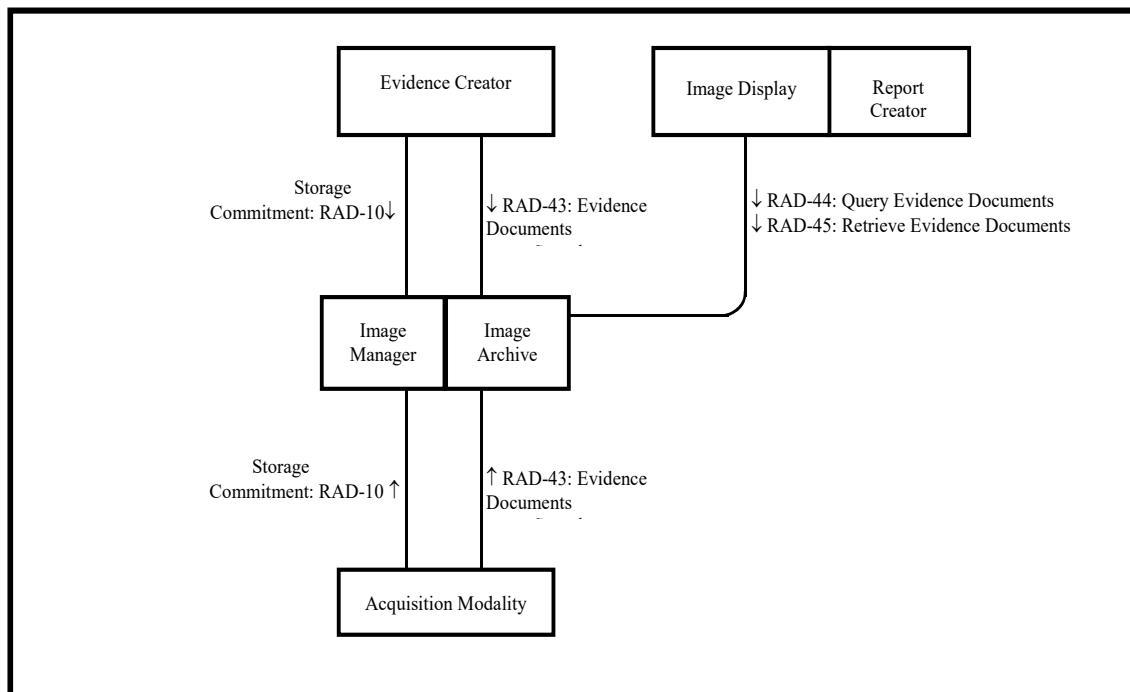 Evidence Creator
Image Display
Report
Creator
Storage
Commitment: RAD-10↓
↓ RAD-43: Evidence
Documents
↓ RAD-44: Query Evidence Documents
↓ RAD-45: Retrieve Evidence Documents
Image
Manager
Image
Archive
Storage
Commitment: RAD-10 ↑
↑ RAD-43: Evidence
Documents
Acquisition Modality